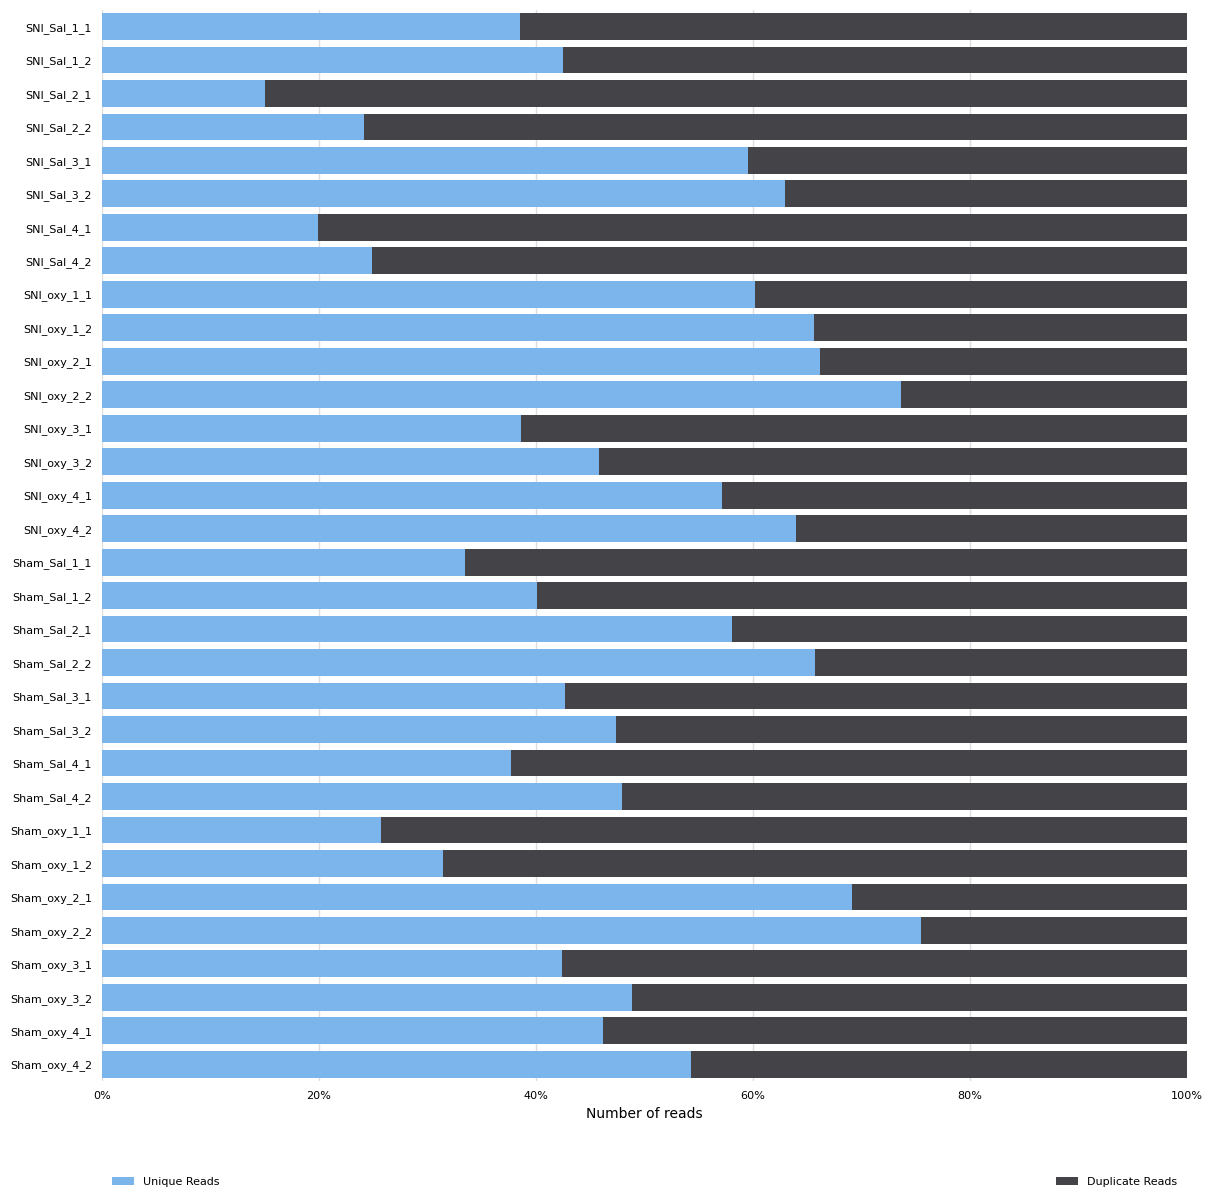 SNI_Sal_1_1
SNI_Sal_1_2
SNI_Sal_2_1
SNI_Sal_2_2
SNI_Sal_3_1
SNI_Sal_3_2
SNI_Sal_4_1
SNI_Sal_4_2
SNI_oxy_1_1
SNI_oxy_1_2
SNI_oxy_2_1
SNI_oxy_2_2
SNI_oxy_3_1
SNI_oxy_3_2
SNI_oxy_4_1
SNI_oxy_4_2
Sham_Sal_1_1
Sham_Sal_1_2
Sham_Sal_2_1
Sham_Sal_2_2
Sham_Sal_3_1
Sham_Sal_3_2
Sham_Sal_4_1
Sham_Sal_4_2
Sham_oxy_1_1
Sham_oxy_1_2
Sham_oxy_2_1
Sham_oxy_2_2
Sham_oxy_3_1
Sham_oxy_3_2
Sham_oxy_4_1
Sham_oxy_4_2
0% 20% 40% 60% 80% 100%
Number of reads
Unique Reads Duplicate Reads